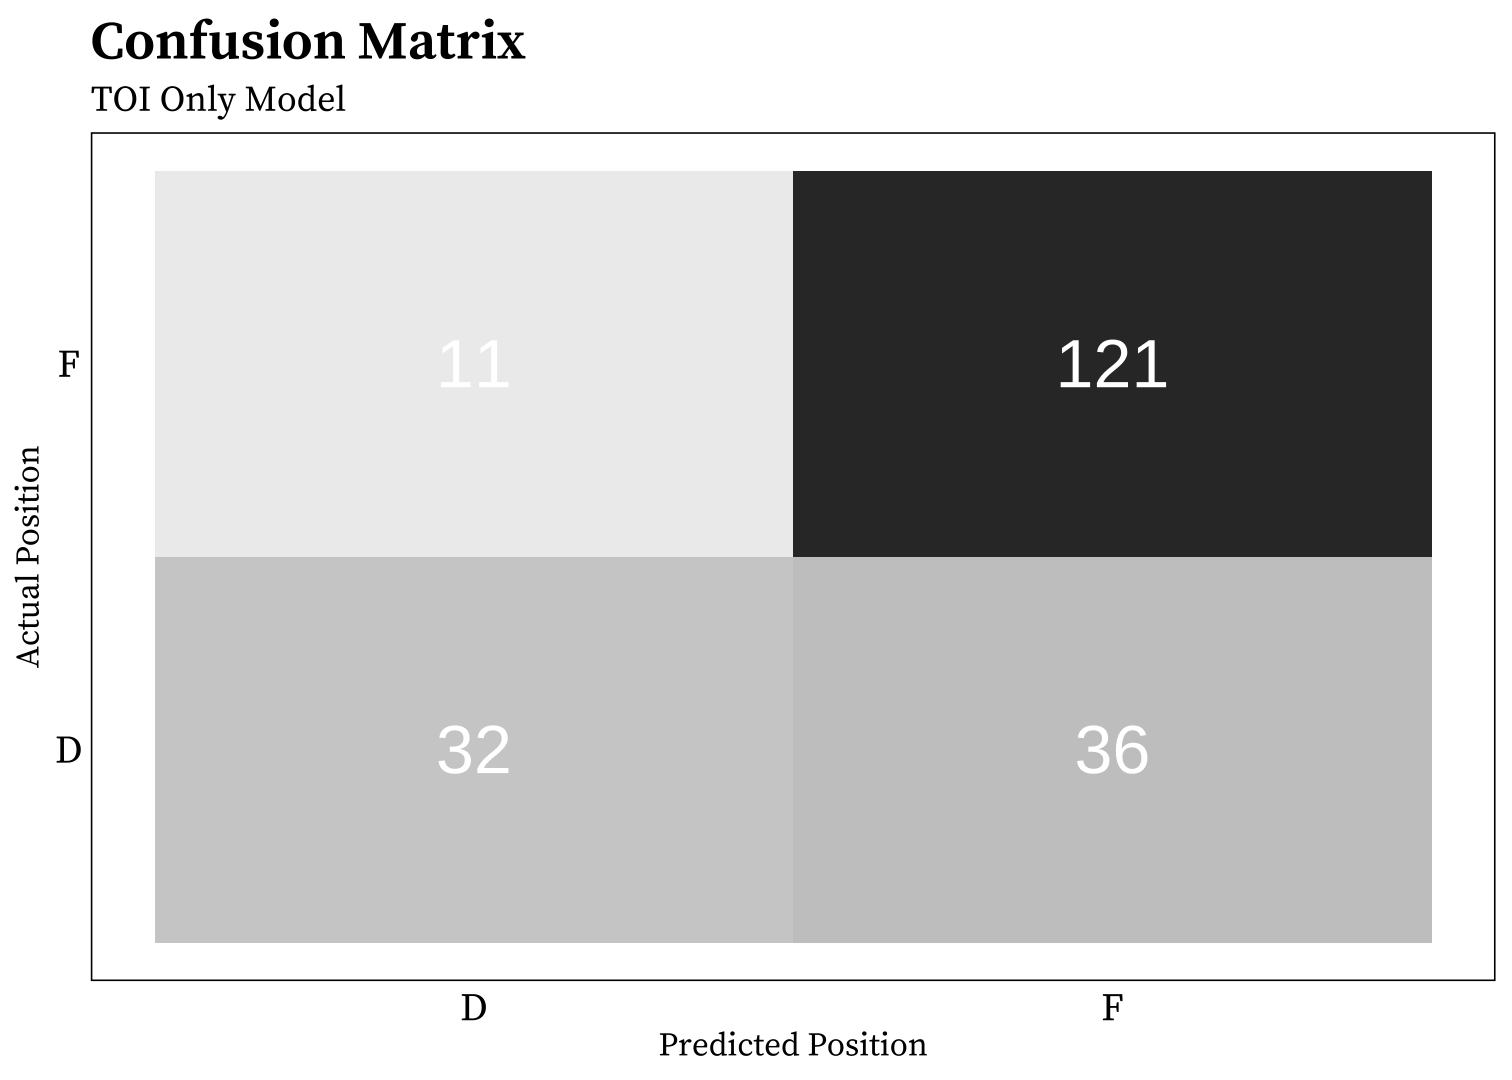 Confusion Matrix
TOI Only Model
F
11
121
Actual Position
D
32
36
D
F
Predicted Position